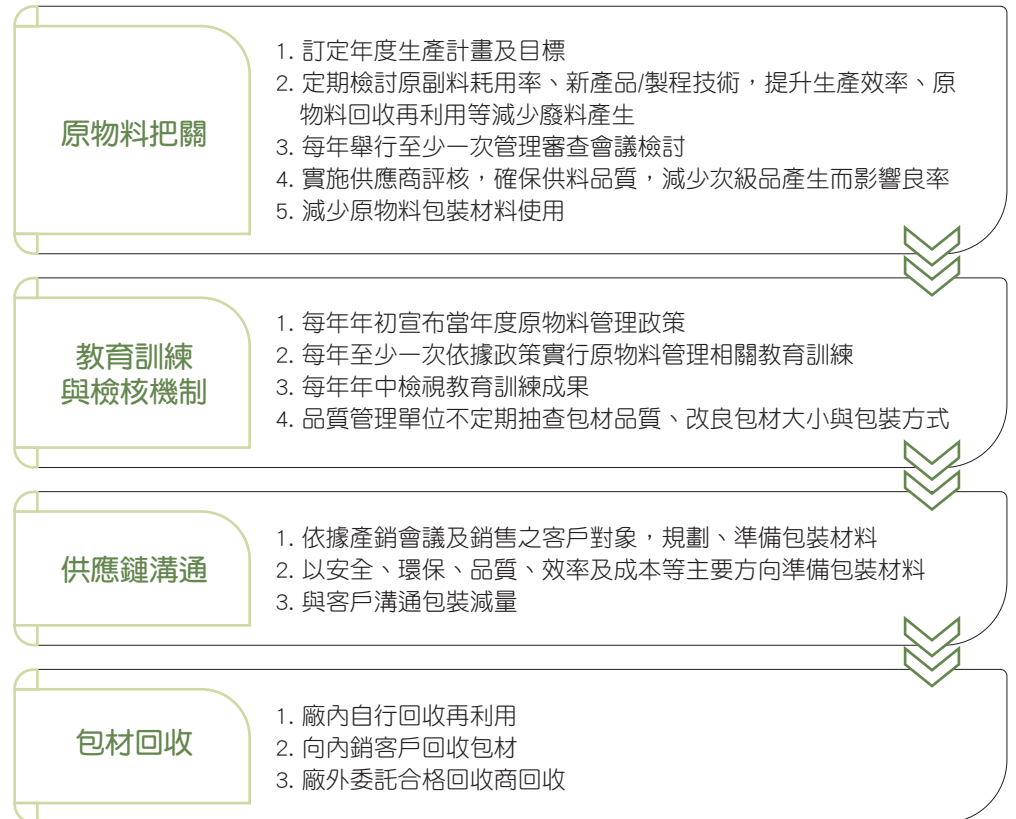 原物料把關
1. 訂定年度生產計畫及目標
2. 定期檢討原副料耗用率、新產品/製程技術，提升生產效率、原
物料回收再利用等減少廢料產生
3. 每年舉行至少一次管理審查會議檢討
4. 實施供應商評核，確保供料品質，減少次級品產生而影響良率
5. 減少原物料包裝材料使用
教育訓練
與檢核機制
1. 每年年初宣布當年度原物料管理政策
2. 每年至少一次依據政策實行原物料管理相關教育訓練
3. 每年年中檢視教育訓練成果
4. 品質管理單位不定期抽查包材品質、改良包材大小與包裝方式
供應鏈溝通
1. 依據產銷會議及銷售之客戶對象，規劃、準備包裝材料
2. 以安全、環保、品質、效率及成本等主要方向準備包裝材料
3. 與客戶溝通包裝減量
包材回收
1. 廠內自行回收再利用
2. 向內銷客戶回收包材
3. 廠外委託合格回收商回收